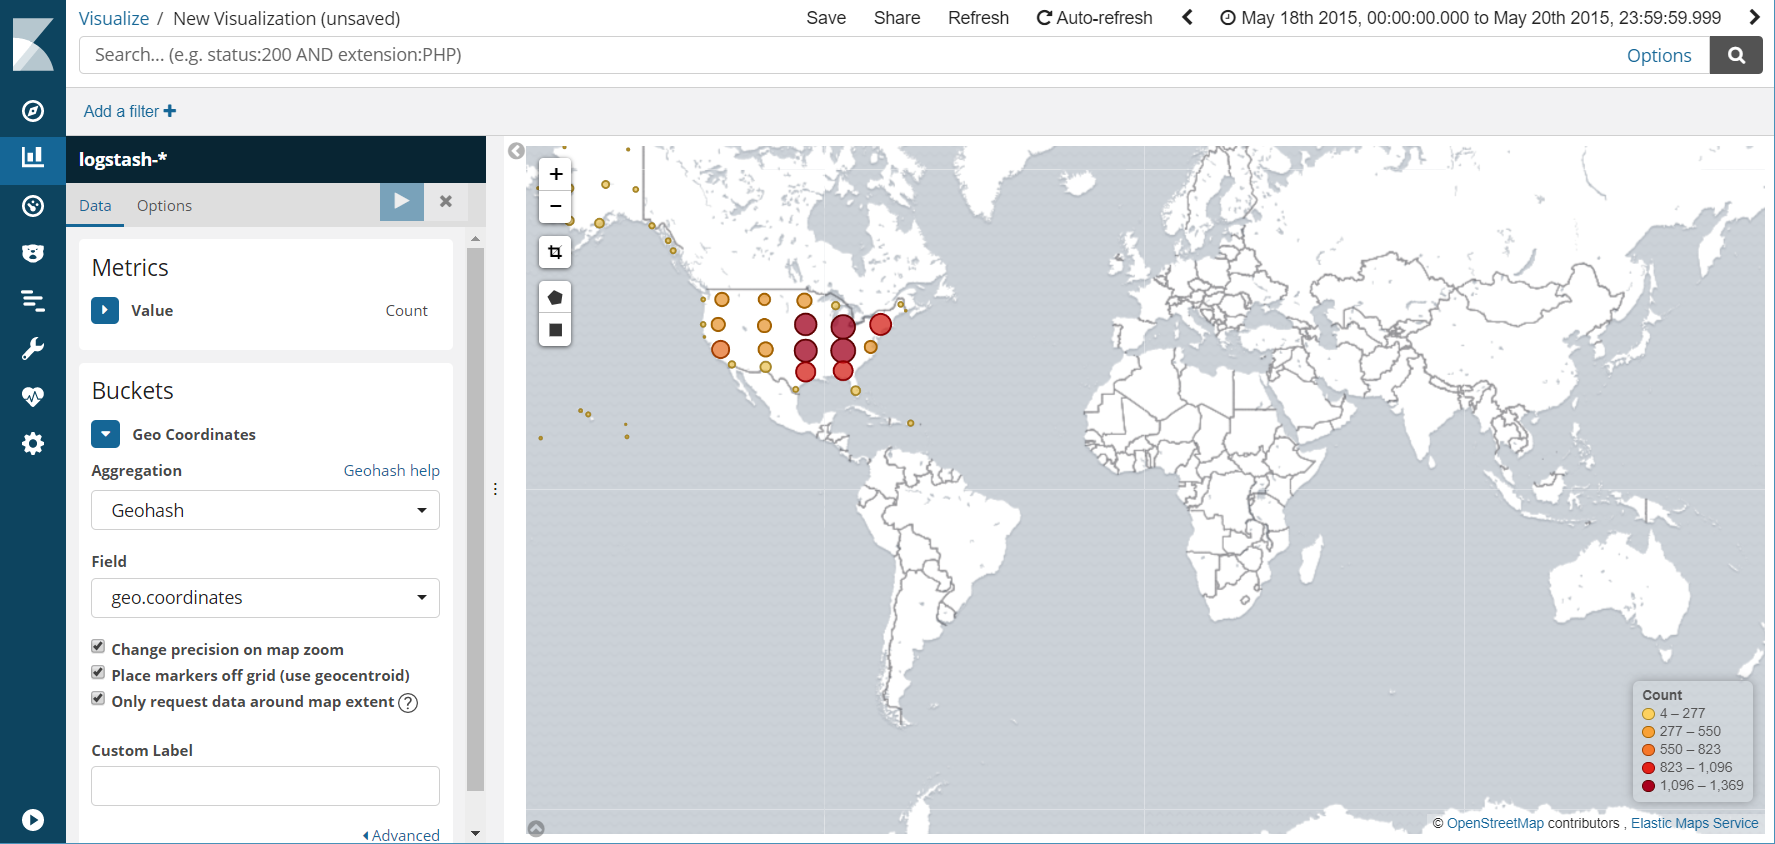 Visualize / New Visualization (unsaved)
Save Share Refresh Auto-refresh May 18th 2015, 00:00:00.000 to May 20th 2015, 23:59:59.999
Search... (e.g. status:200 AND extension:PHP)
Options
Add a filter +
logstash-*
Data Options
Metrics
Value Count
Buckets
Geo Coordinates
Aggregation Geohash help
Geohash
Field
geo.coordinates
Change precision on map zoom
Place markers off grid (use geocentroid)
Only request data around map extent ?
Custom Label
Advanced
+
−
Count
4 – 277
277 – 550
550 – 823
823 – 1,096
1,096 – 1,369
© OpenStreetMap contributors , Elastic Maps Service